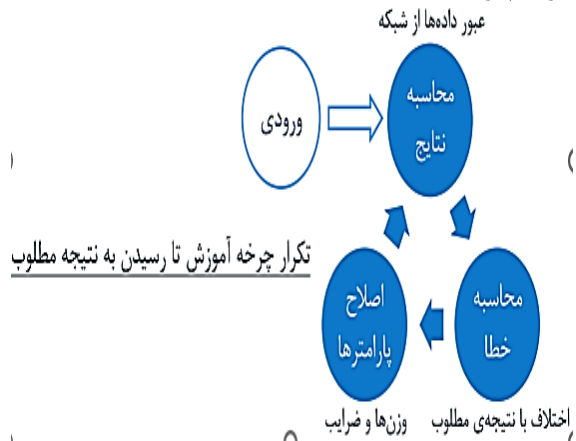 عبور داده‌ها از شبکه
محاسبه
نتایج
ورودی
تکرار چرخه آموزش تا رسیدن به نتیجه مطلوب
محاسبه
خطا
اصلاح
پارامترها
اختلاف با نتیجه‌ی مطلوب
وزن‌ها و ضرایب